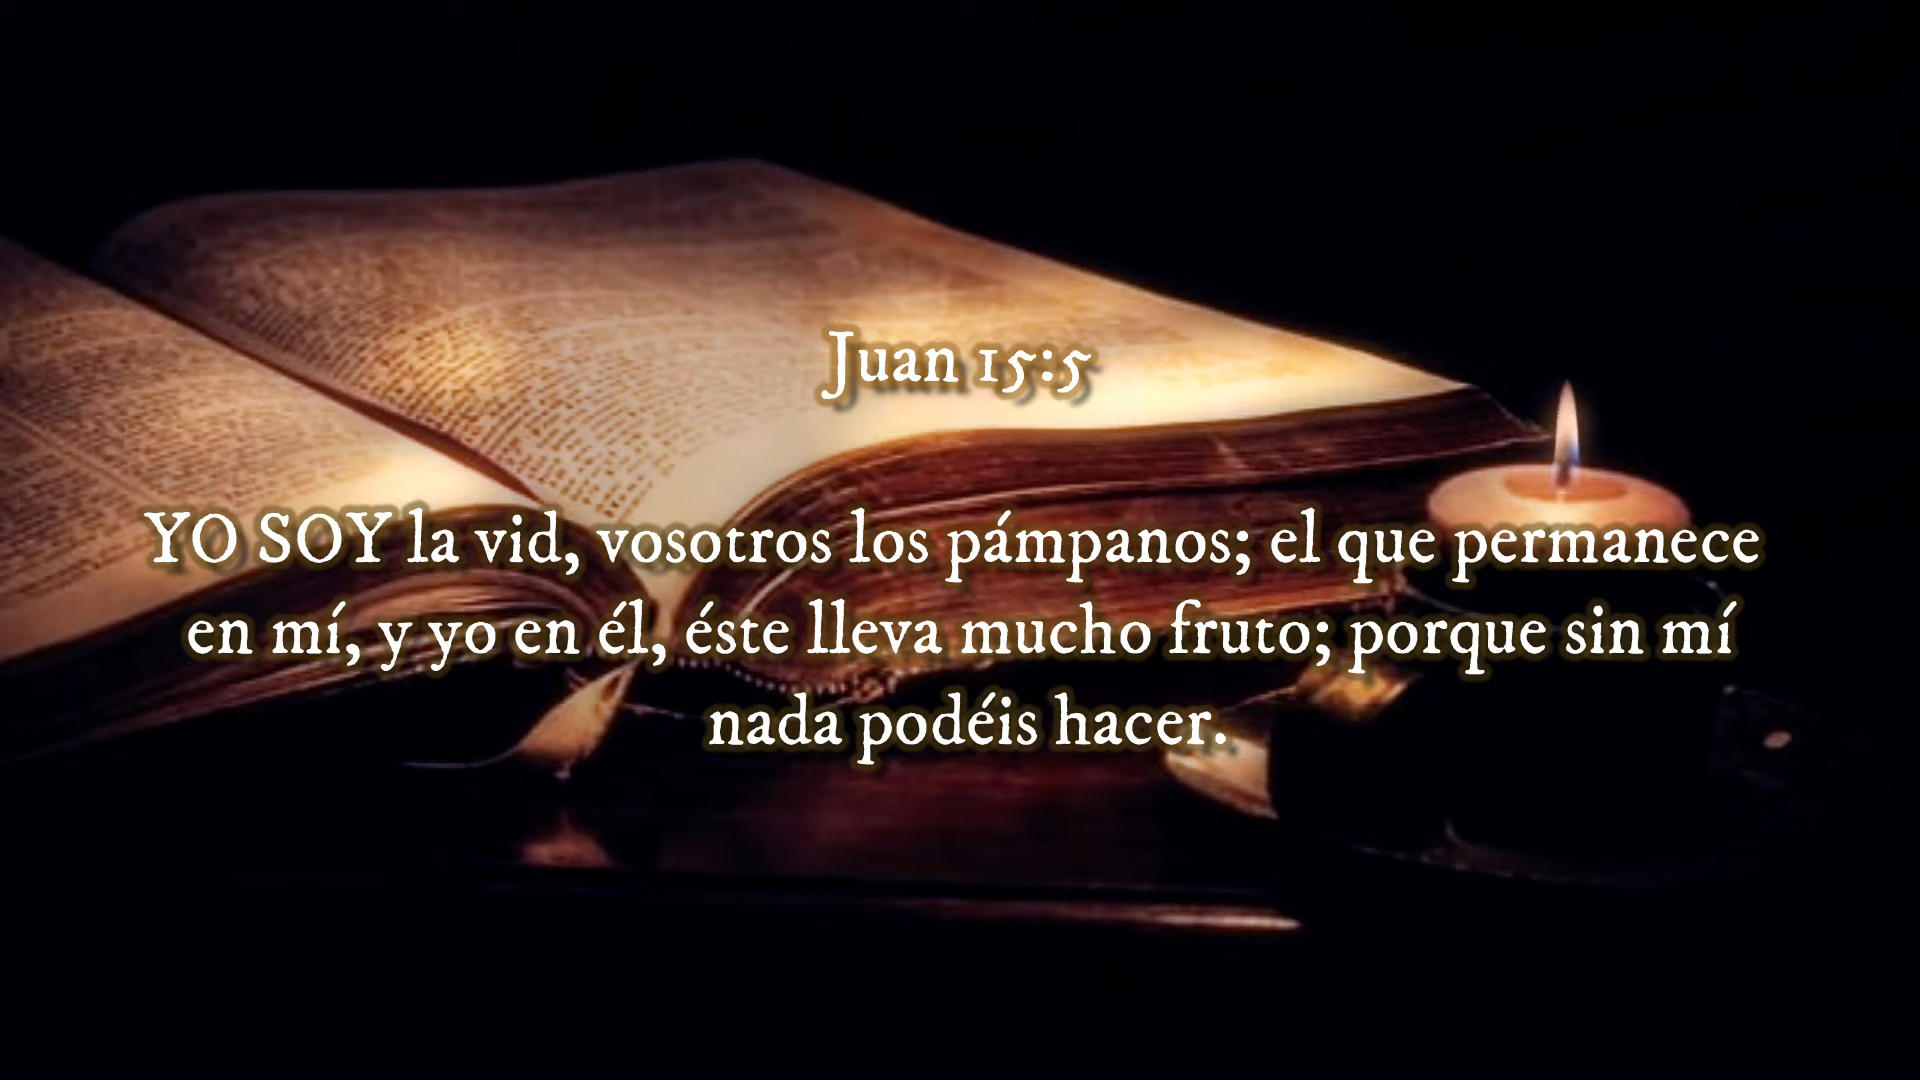 Juan 15:5
YO SOY la vid, vosotros los pámpanos; el que permanece
en mí, y yo en él, éste lleva mucho fruto; porque sin mí
nada podéis hacer.